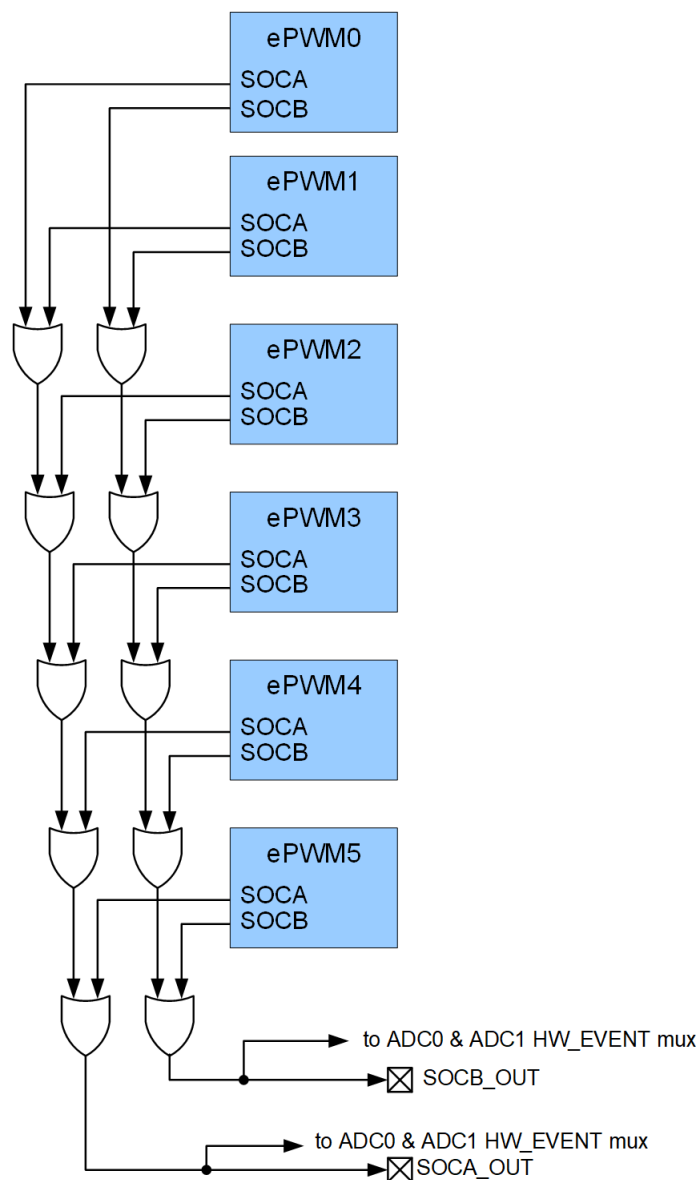 ePWM0
SOCA
SOCB
ePWM1
SOCA
SOCB
ePWM2
SOCA
SOCB
ePWM3
SOCA
SOCB
ePWM4
SOCA
SOCB
ePWM5
SOCA
SOCB
to ADC0 & ADC1 HW_EVENT mux
SOCB_OUT
to ADC0 & ADC1 HW_EVENT mux
SOCA_OUT